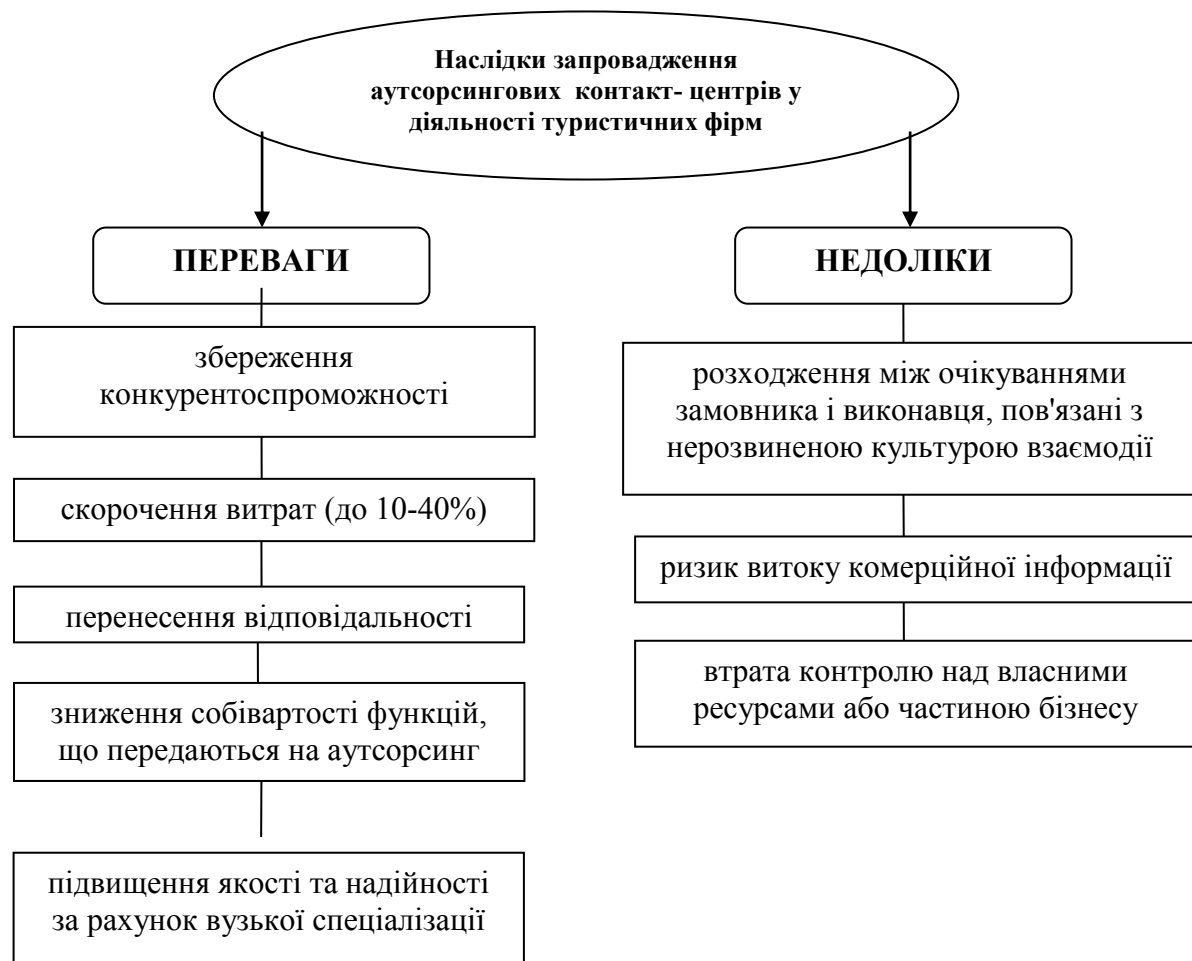 Наслідки запровадження
аутсорсингових контакт- центрів у
діяльності туристичних фірм
ПЕРЕВАГИ
збереження
конкурентоспроможності
скорочення витрат (до 10-40%)
перенесення відповідальності
зниження собівартості функцій,
що передаються на аутсорсинг
підвищення якості та надійності
за рахунок вузької спеціалізації
НЕДОЛІКИ
розходження між очікуваннями
замовника і виконавця, пов'язані з
нерозвиненою культурою взаємодії
ризик витоку комерційної інформації
втрата контролю над власними
ресурсами або частиною бізнесу